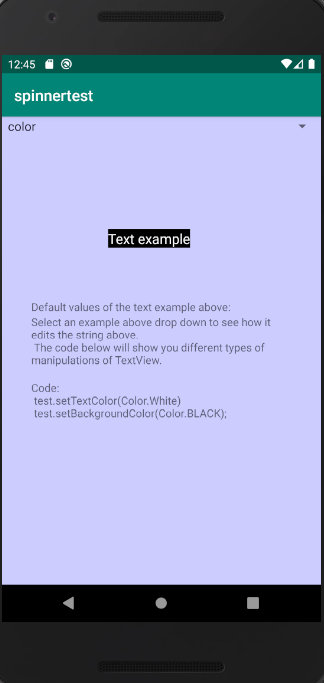 12:45
spinnertest
color
Text example
Default values of the text example above:
Select an example above drop down to see how it
edits the string above.
The code below will show you different types of
manipulations of TextView.
Code:
test.setTextColor(Color.White)
test.setBackgroundColor(Color.BLACK);